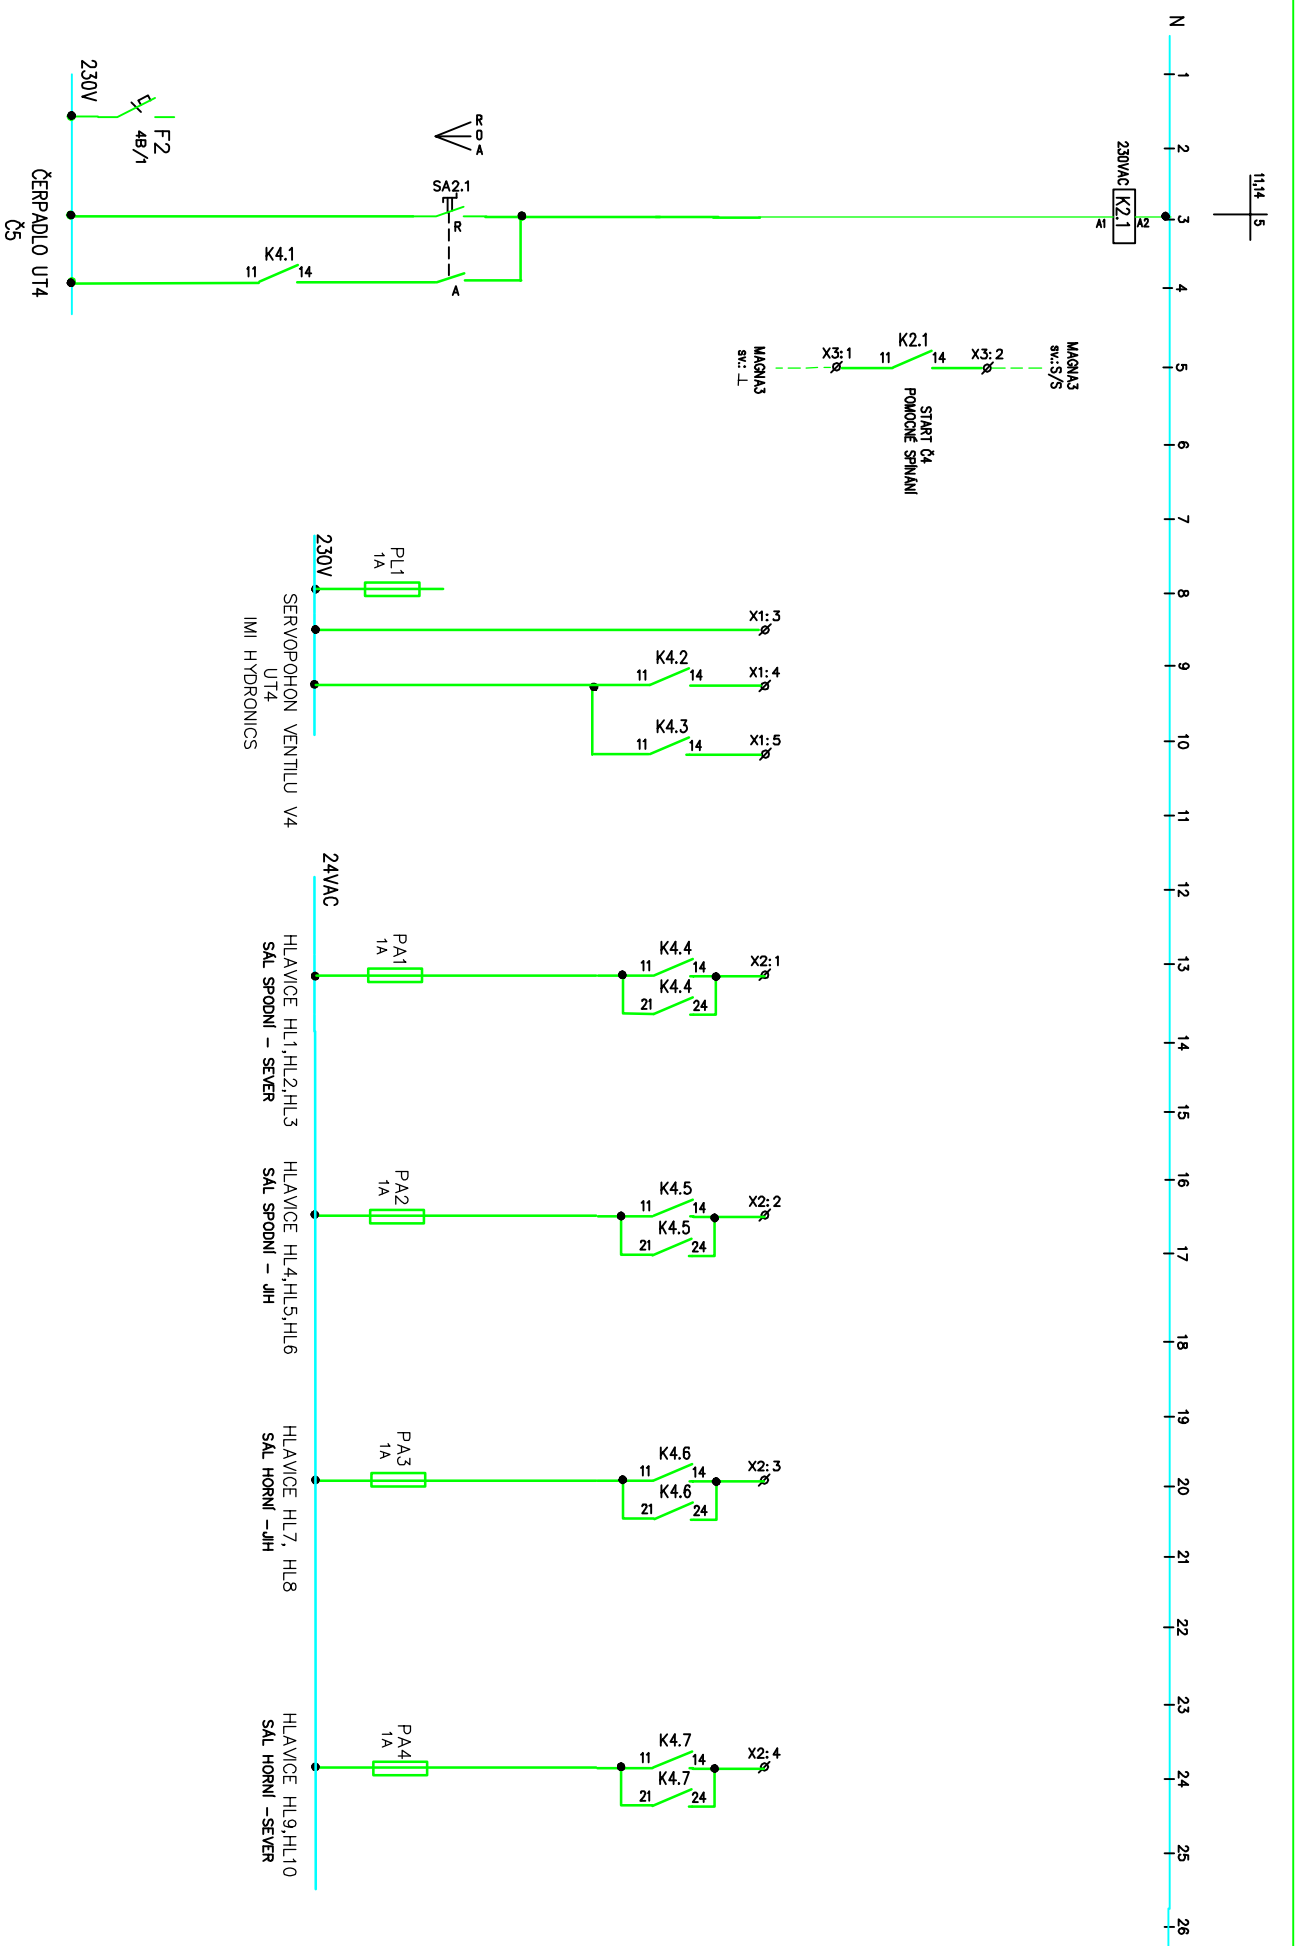 N
1
2
3
4
5
6
7
8
9
10
11
12
13
14
15
16
17
18
19
20
21
22
23
24
25
26
11,14
5
230VAC
K2.1
A1
A2
230V
F2
4B/1
ČERPADLO UT4
Č5
R
0
A
SA2.1
R
A
K4.1
11
14
MAGNA3
sv.: S/S
X3:2
K2.1
11
14
X3:1
MAGNA3
sv.: ⊥
START Č4
POMOCNÉ SPÍNÁNÍ
230V
PL1
1A
SERVOPOHON VENTILU V4
UT4
IMI HYDRONICS
X1:3
K4.2
11
14
X1:4
K4.3
11
14
X1:5
24VAC
PA1
1A
HLAVICE HL1,HL2,HL3
SÁL SPODNÍ – SEVER
K4.4
11
14
K4.4
21
24
X2:1
PA2
1A
HLAVICE HL4,HL5,HL6
SÁL SPODNÍ – JIH
K4.5
11
14
K4.5
21
24
X2:2
PA3
1A
HLAVICE HL7, HL8
SÁL HORNÍ –JIH
K4.6
11
14
K4.6
21
24
X2:3
PA4
1A
HLAVICE HL9,HL10
SÁL HORNÍ –SEVER
K4.7
11
14
K4.7
21
24
X2:4